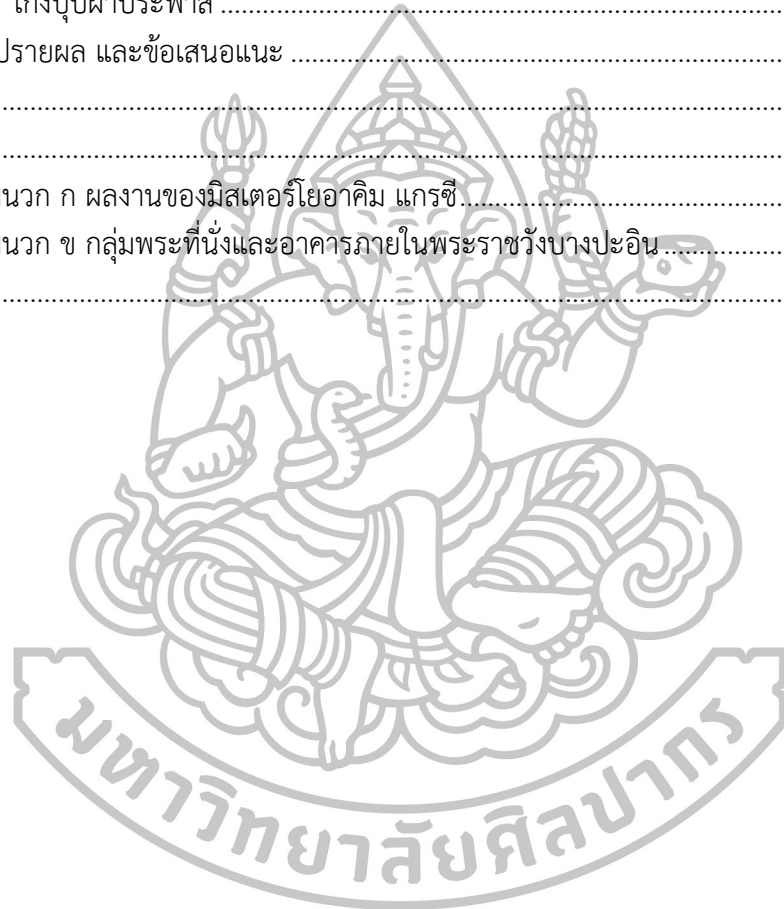 เก๋งบุปผาประพาส ........................................................................
ปรายผล และข้อเสนอแนะ ................................................................
........................................................................................................
........................................................................................................
นวก ก ผลงานของมิสเตอร์โยอาคิม แกรซี ............................................
นวก ข กลุ่มพระที่นั่งและอาคารภายในพระราชวังบางปะอิน .................
........................................................................................................
มหาวิทยาลัยศิลปากร